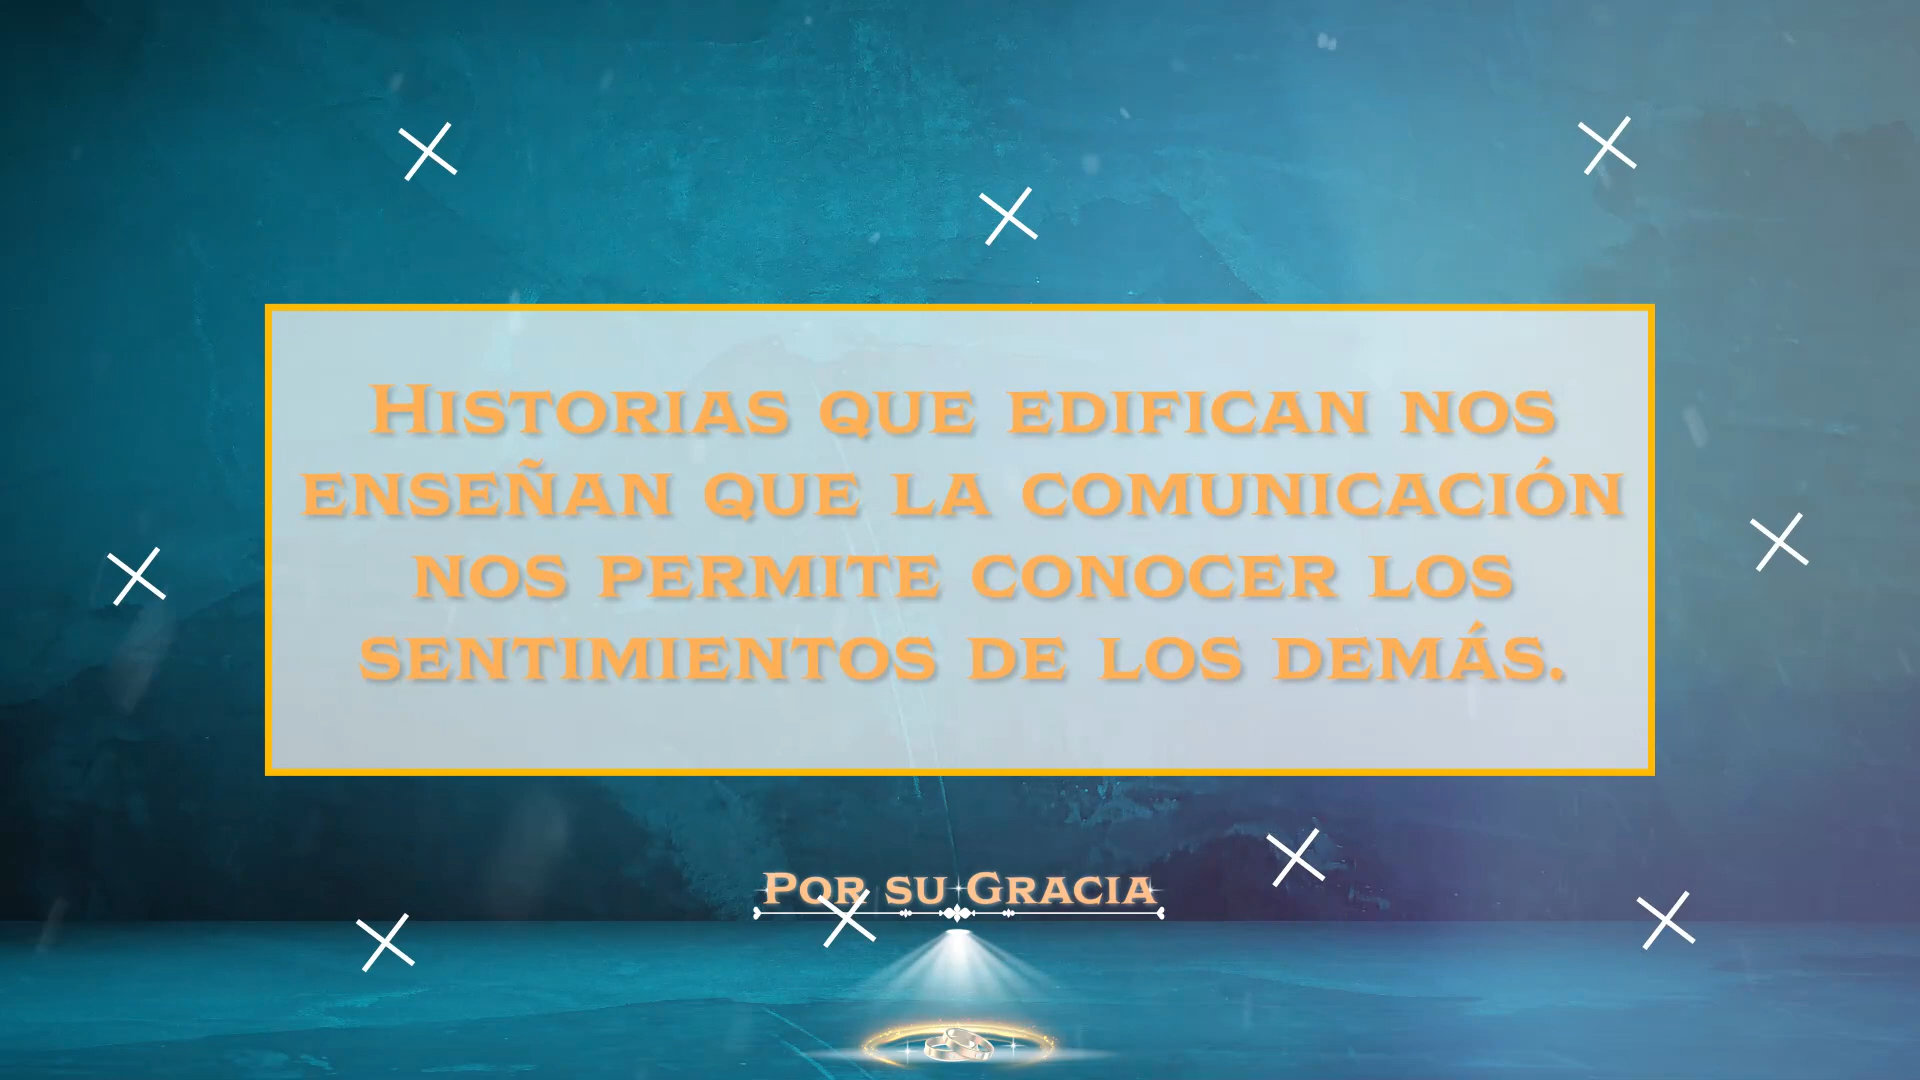 Historias que edifican nos
enseñan que la comunicación
nos permite conocer los
sentimientos de los demás.
Por su Gracia